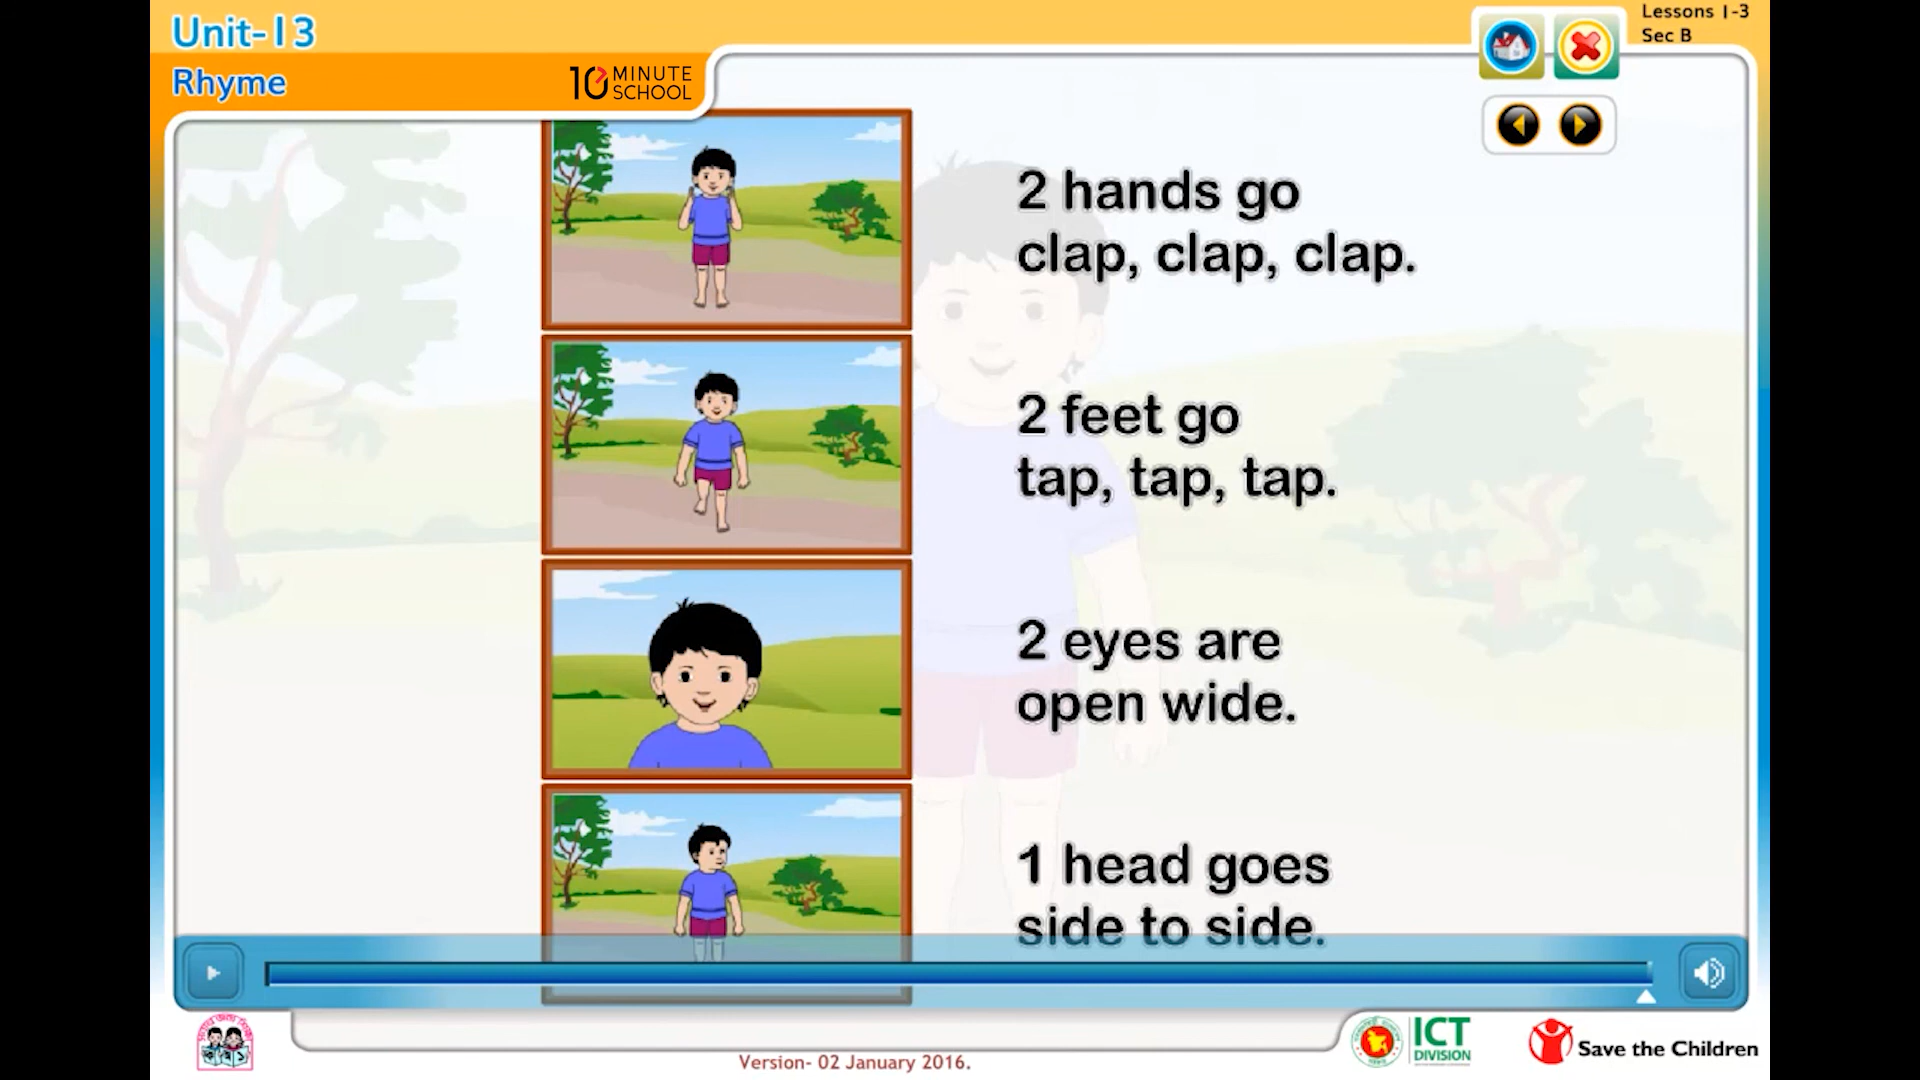 Unit-13
Rhyme
10 MINUTE SCHOOL
Lessons 1-3
Sec B
2 hands go
clap, clap, clap.
2 feet go
tap, tap, tap.
2 eyes are
open wide.
1 head goes
side to side.
Version- 02 January 2016.
ICT
DIVISION
Save the Children